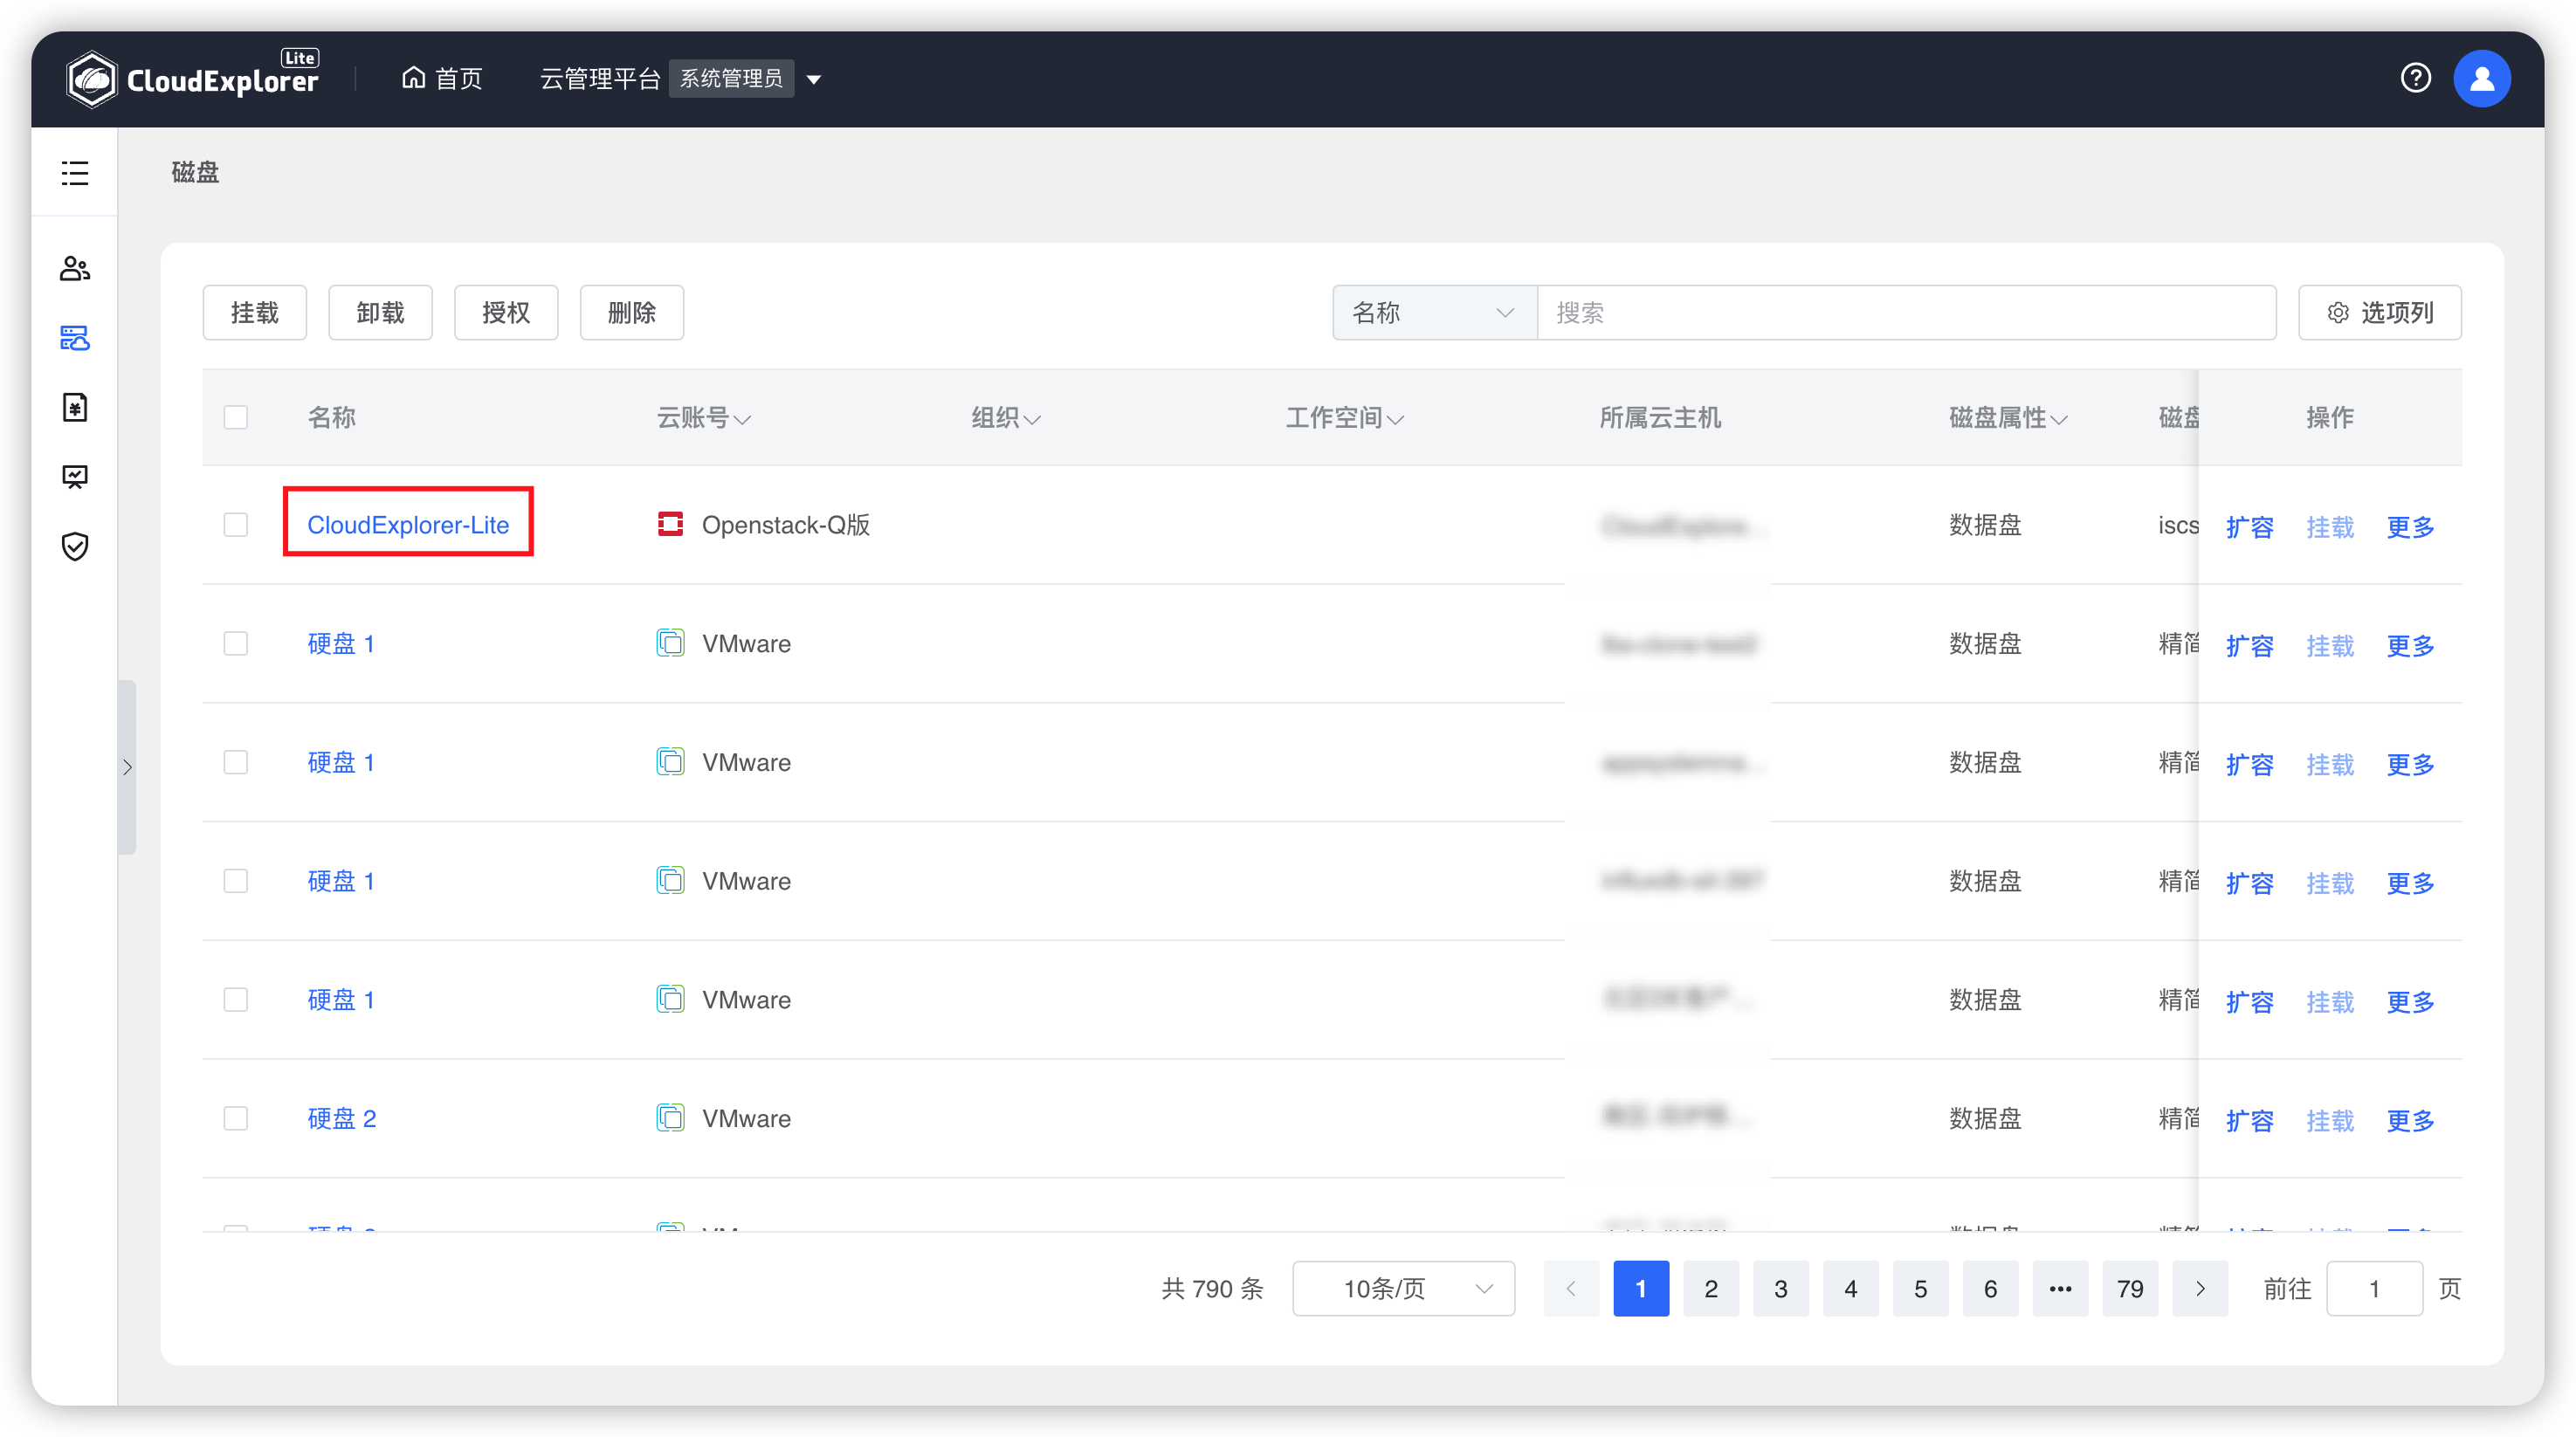 CloudExplorer Lite
首页
云管理平台 系统管理员
磁盘
挂载 卸载 授权 删除 名称 搜索 选项列
名称 云账号 组织 工作空间 所属云主机 磁盘属性 磁盘 操作
CloudExplorer-Lite Openstack-Q版 数据盘 iscs 扩容 挂载 更多
硬盘 1 VMware 数据盘 精简 扩容 挂载 更多
硬盘 1 VMware 数据盘 精简 扩容 挂载 更多
硬盘 1 VMware 数据盘 精简 扩容 挂载 更多
硬盘 1 VMware 数据盘 精简 扩容 挂载 更多
硬盘 2 VMware 数据盘 精简 扩容 挂载 更多
共 790 条 10条/页 1 2 3 4 5 6 ••• 79 前往 1 页